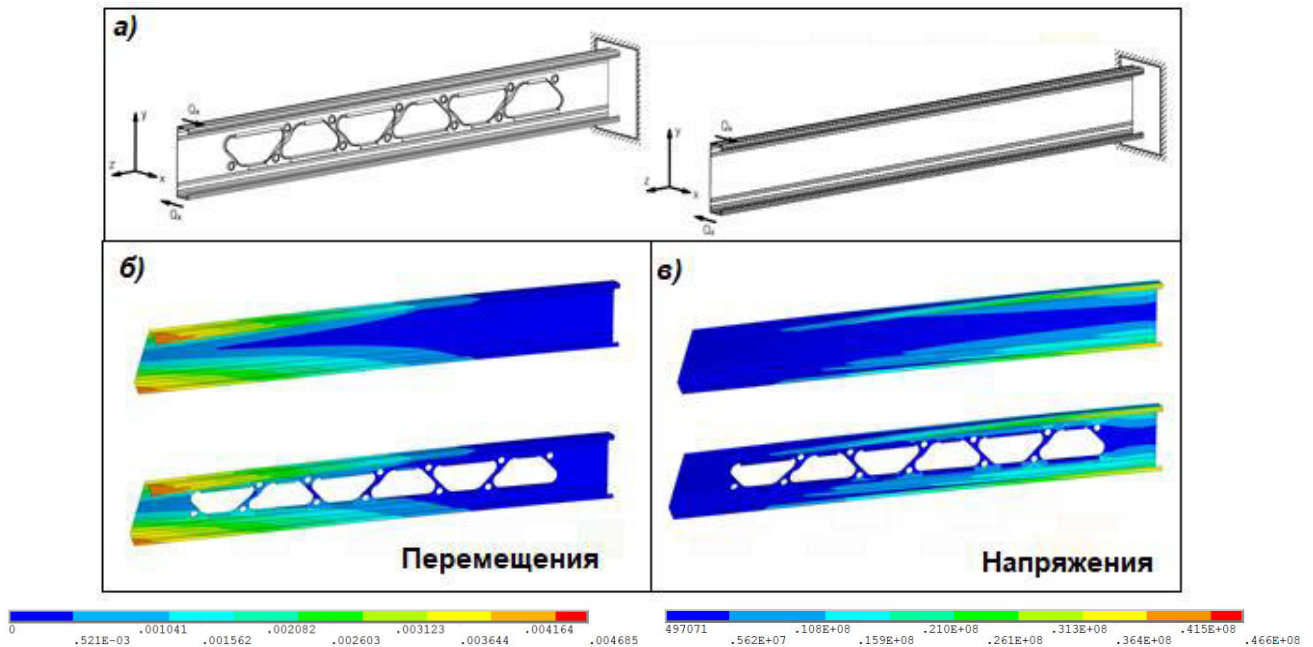 а)
Qx
y
z
x
Qx
Qx
y
z
x
Qx
б)
в)
Перемещения
Напряжения
0 .001041 .002082 .003123 .004164
.521E-03 .001562 .002603 .003644 .004685
497071 .108E+08 .210E+08 .313E+08 .415E+08
.562E+07 .159E+08 .261E+08 .364E+08 .466E+08